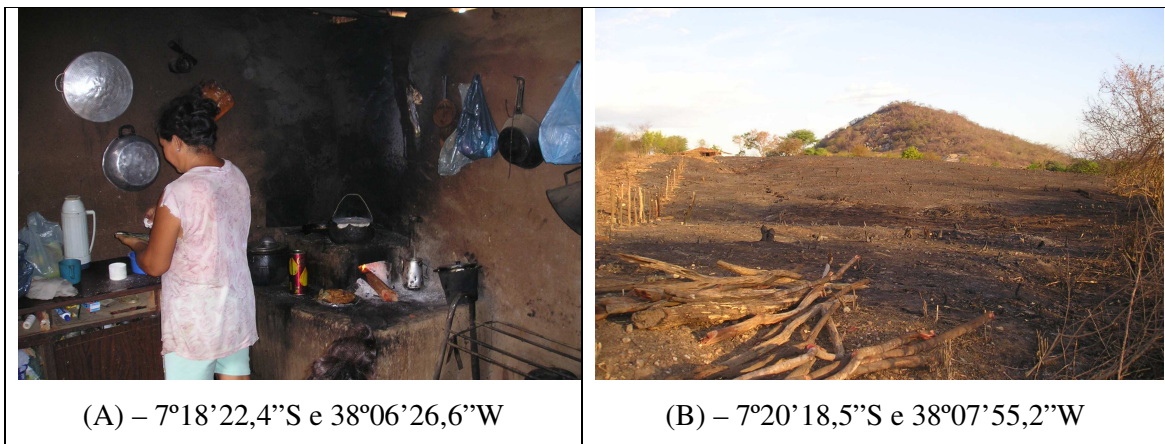 (A) – 7º18’22,4”S e 38º06’26,6”W
(B) – 7º20’18,5”S e 38º07’55,2”W